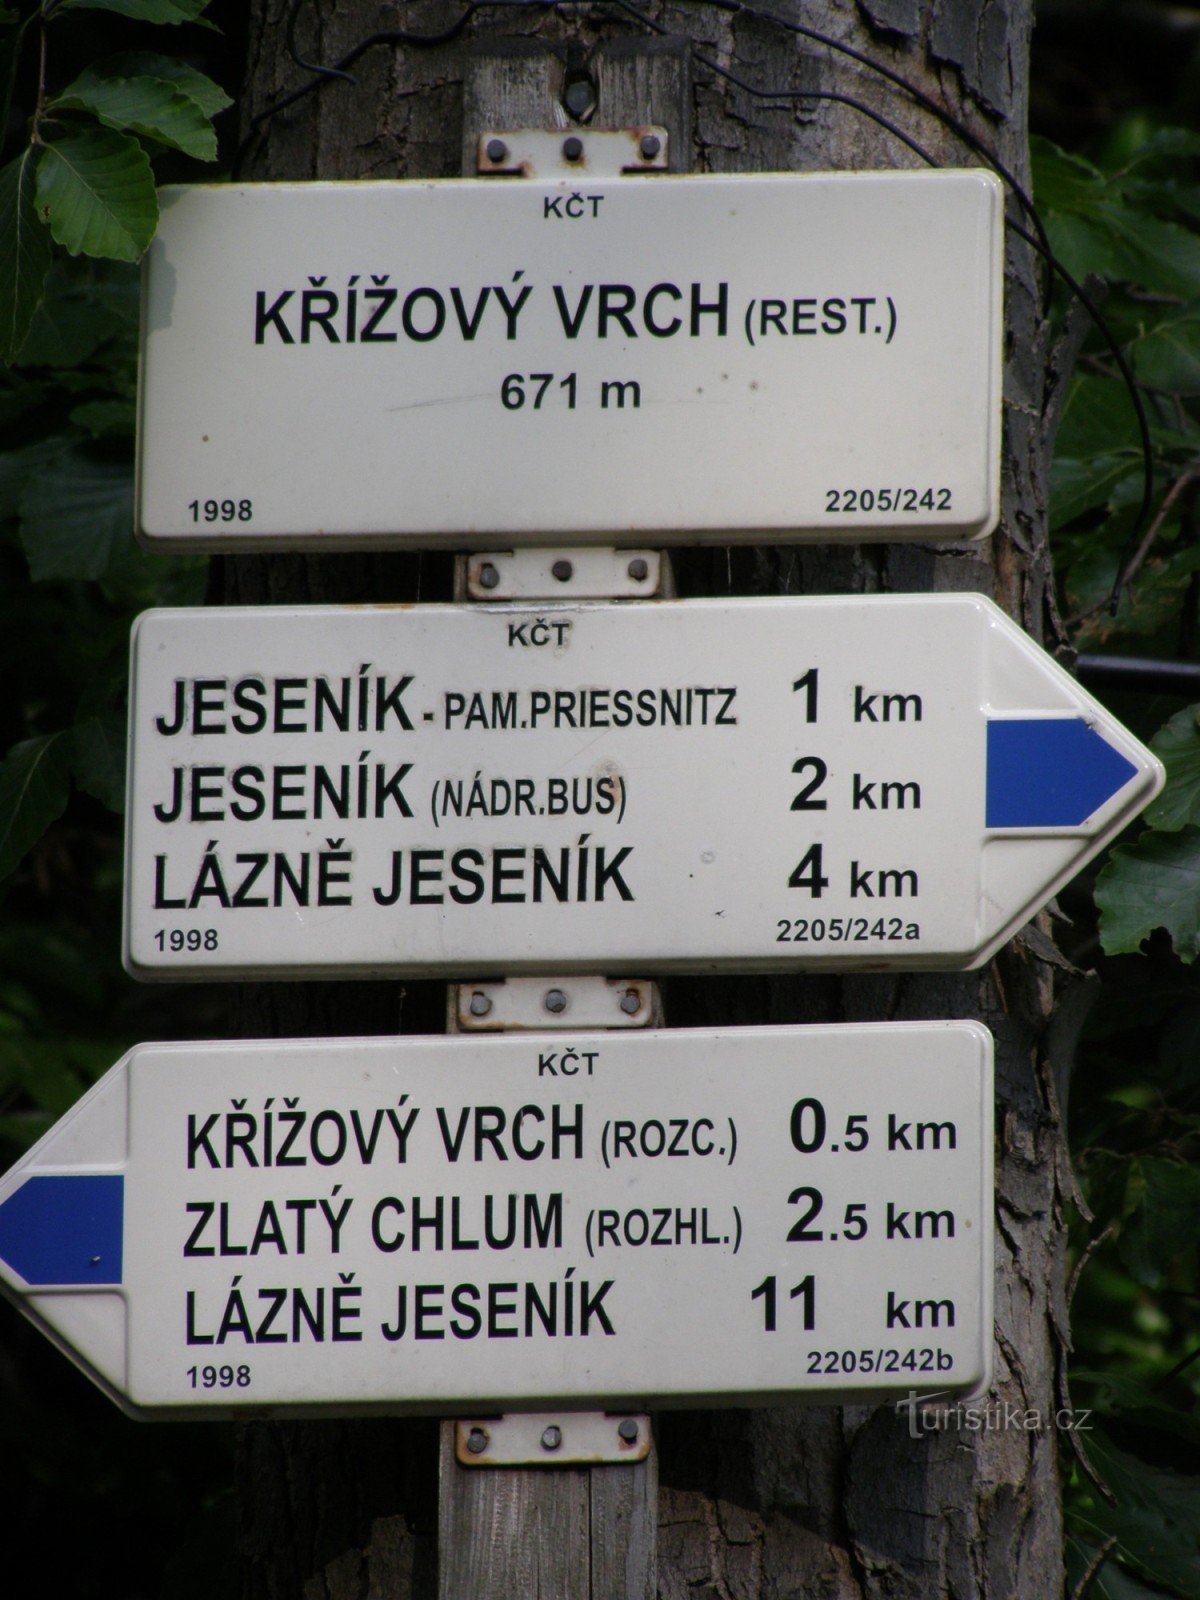 KČT
KŘÍŽOVÝ VRCH (REST.)
671 m
1998 2205/242
KČT
JESENÍK - PAM.PRIESSNITZ 1 km
JESENÍK (NÁDR.BUS) 2 km
LÁZNĚ JESENÍK 4 km
1998 2205/242a
KČT
KŘÍŽOVÝ VRCH (ROZC.) 0.5 km
ZLATÝ CHLUM (ROZHL.) 2.5 km
LÁZNĚ JESENÍK 11 km
1998 2205/242b
Turistika.cz